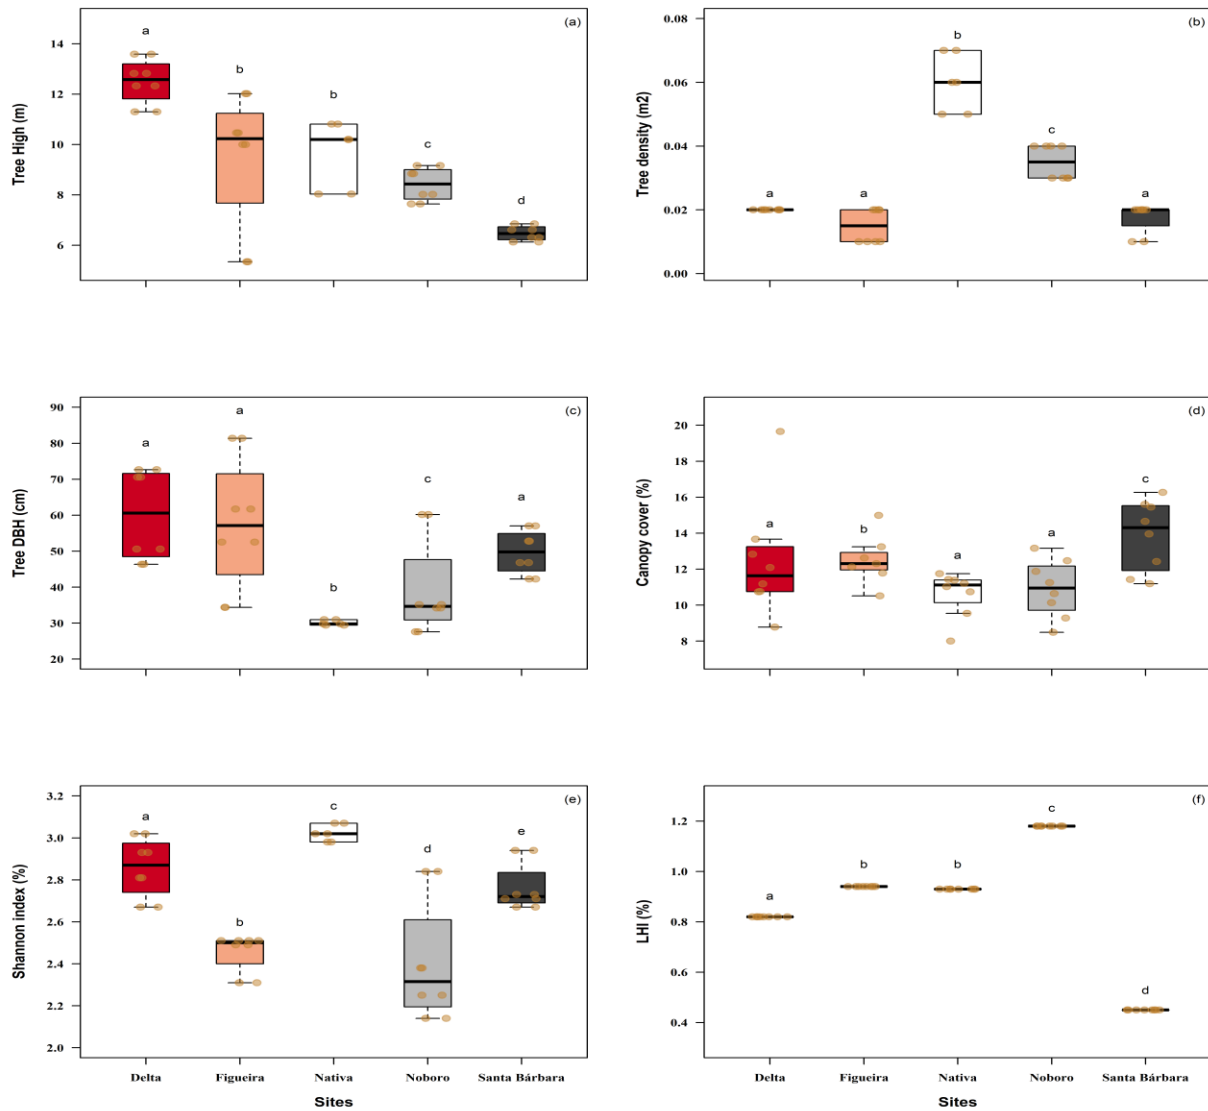 (a)
Tree High (m)
14
12
10
8
6
a
b
b
c
d
(b)
Tree density (m2)
0.08
0.06
0.04
0.02
0.00
a
a
b
c
a
(c)
Tree DBH (cm)
90
80
70
60
50
40
30
20
a
a
b
c
a
(d)
Canopy cover (%)
20
18
16
14
12
10
8
a
b
a
a
c
(e)
Shannon index (%)
3.2
3.0
2.8
2.6
2.4
2.2
2.0
a
b
c
d
e
Delta Figueira Nativa Noboro Santa Bárbara
Sites
(f)
LHI (%)
1.2
1.0
0.8
0.6
0.4
a
b
b
c
d
Delta Figueira Nativa Noboro Santa Bárbara
Sites